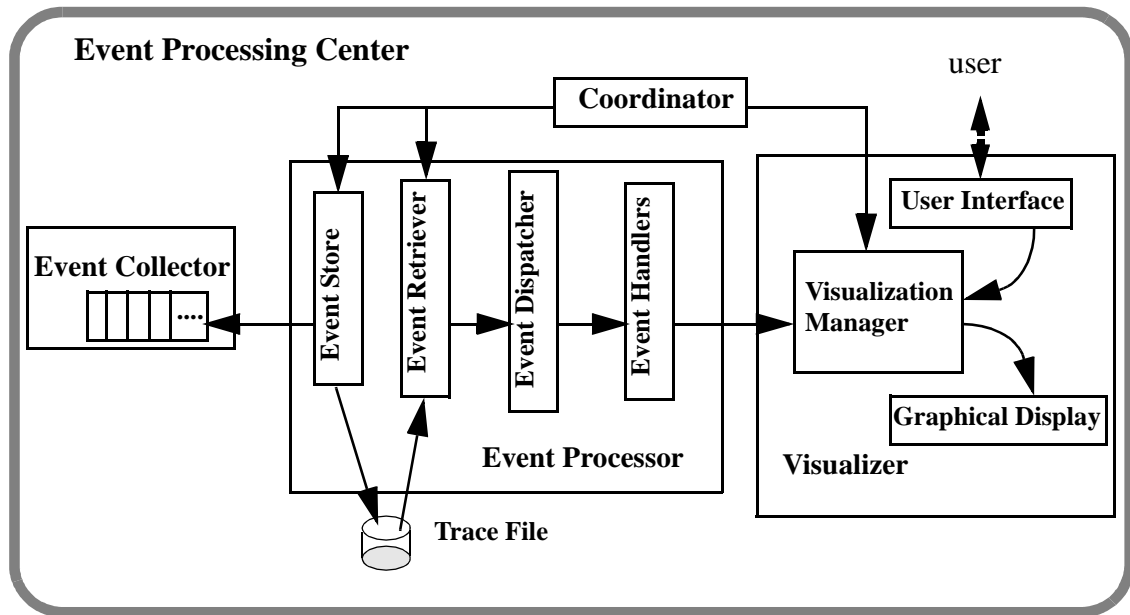 Event Processing Center
user
Coordinator
Event Collector
....
Event Store
Event Retriever
Event Dispatcher
Event Handlers
User Interface
Visualization
Manager
Graphical Display
Event Processor
Visualizer
Trace File